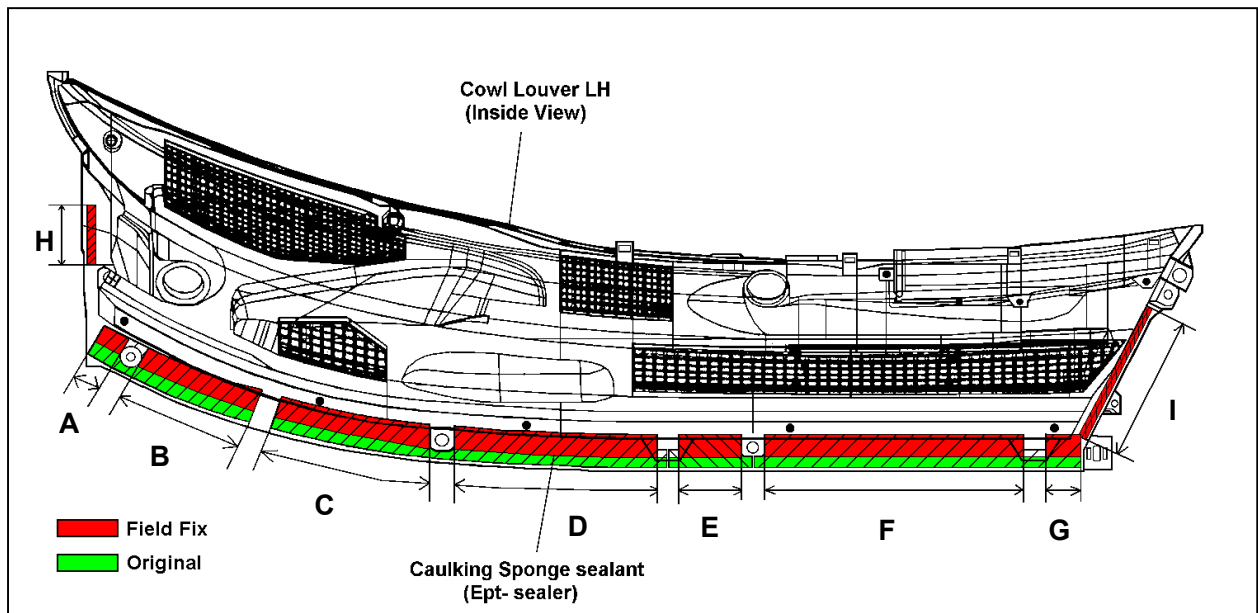 Cowl Louver LH
(Inside View)
H
I
A
B
C
D
E
F
G
Field Fix
Original
Caulking Sponge sealant
(Ept- sealer)